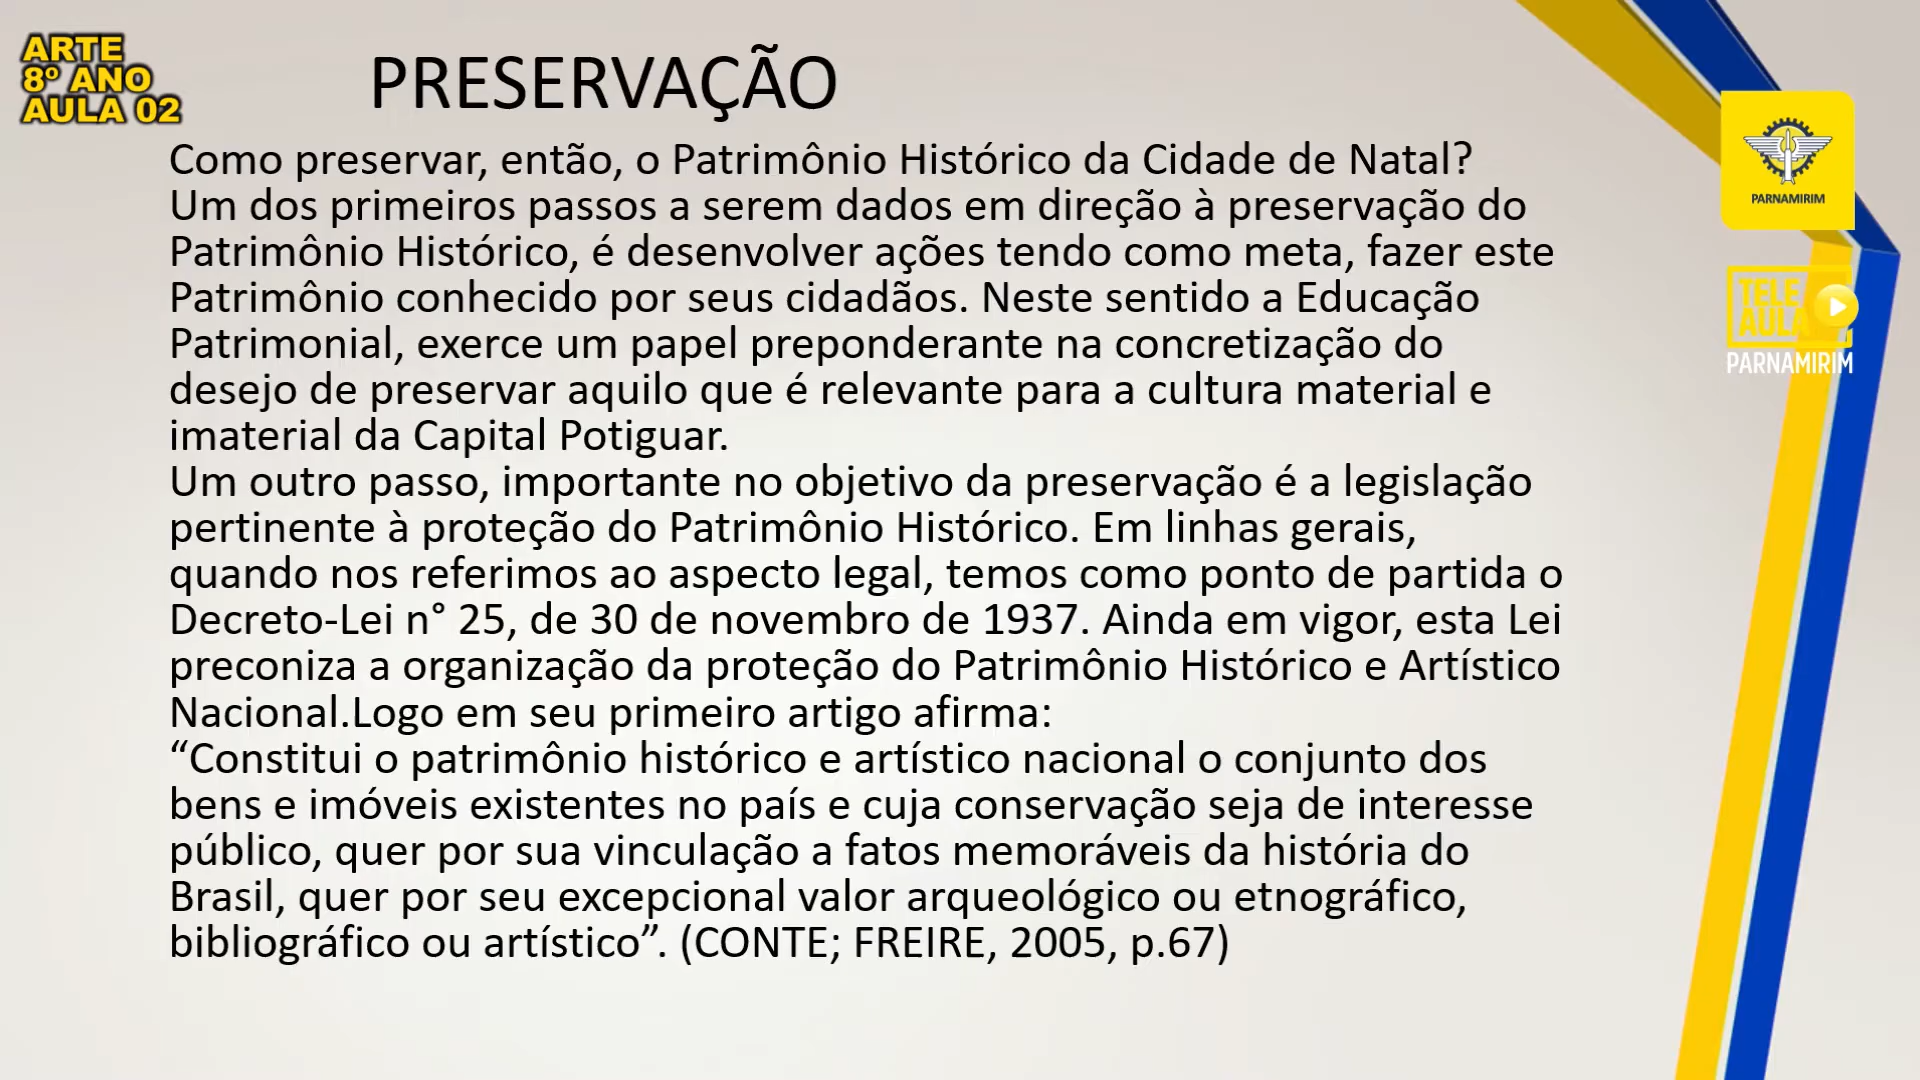 ARTE
8º ANO
AULA 02
PRESERVAÇÃO
Como preservar, então, o Patrimônio Histórico da Cidade de Natal?
Um dos primeiros passos a serem dados em direção à preservação do
Patrimônio Histórico, é desenvolver ações tendo como meta, fazer este
Patrimônio conhecido por seus cidadãos. Neste sentido a Educação
Patrimonial, exerce um papel preponderante na concretização do
desejo de preservar aquilo que é relevante para a cultura material e
imaterial da Capital Potiguar.
Um outro passo, importante no objetivo da preservação é a legislação
pertinente à proteção do Patrimônio Histórico. Em linhas gerais,
quando nos referimos ao aspecto legal, temos como ponto de partida o
Decreto-Lei n° 25, de 30 de novembro de 1937. Ainda em vigor, esta Lei
preconiza a organização da proteção do Patrimônio Histórico e Artístico
Nacional.Logo em seu primeiro artigo afirma:
“Constitui o patrimônio histórico e artístico nacional o conjunto dos
bens e imóveis existentes no país e cuja conservação seja de interesse
público, quer por sua vinculação a fatos memoráveis da história do
Brasil, quer por seu excepcional valor arqueológico ou etnográfico,
bibliográfico ou artístico”. (CONTE; FREIRE, 2005, p.67)
PARNAMIRIM
TELE
AULA
PARNAMIRIM